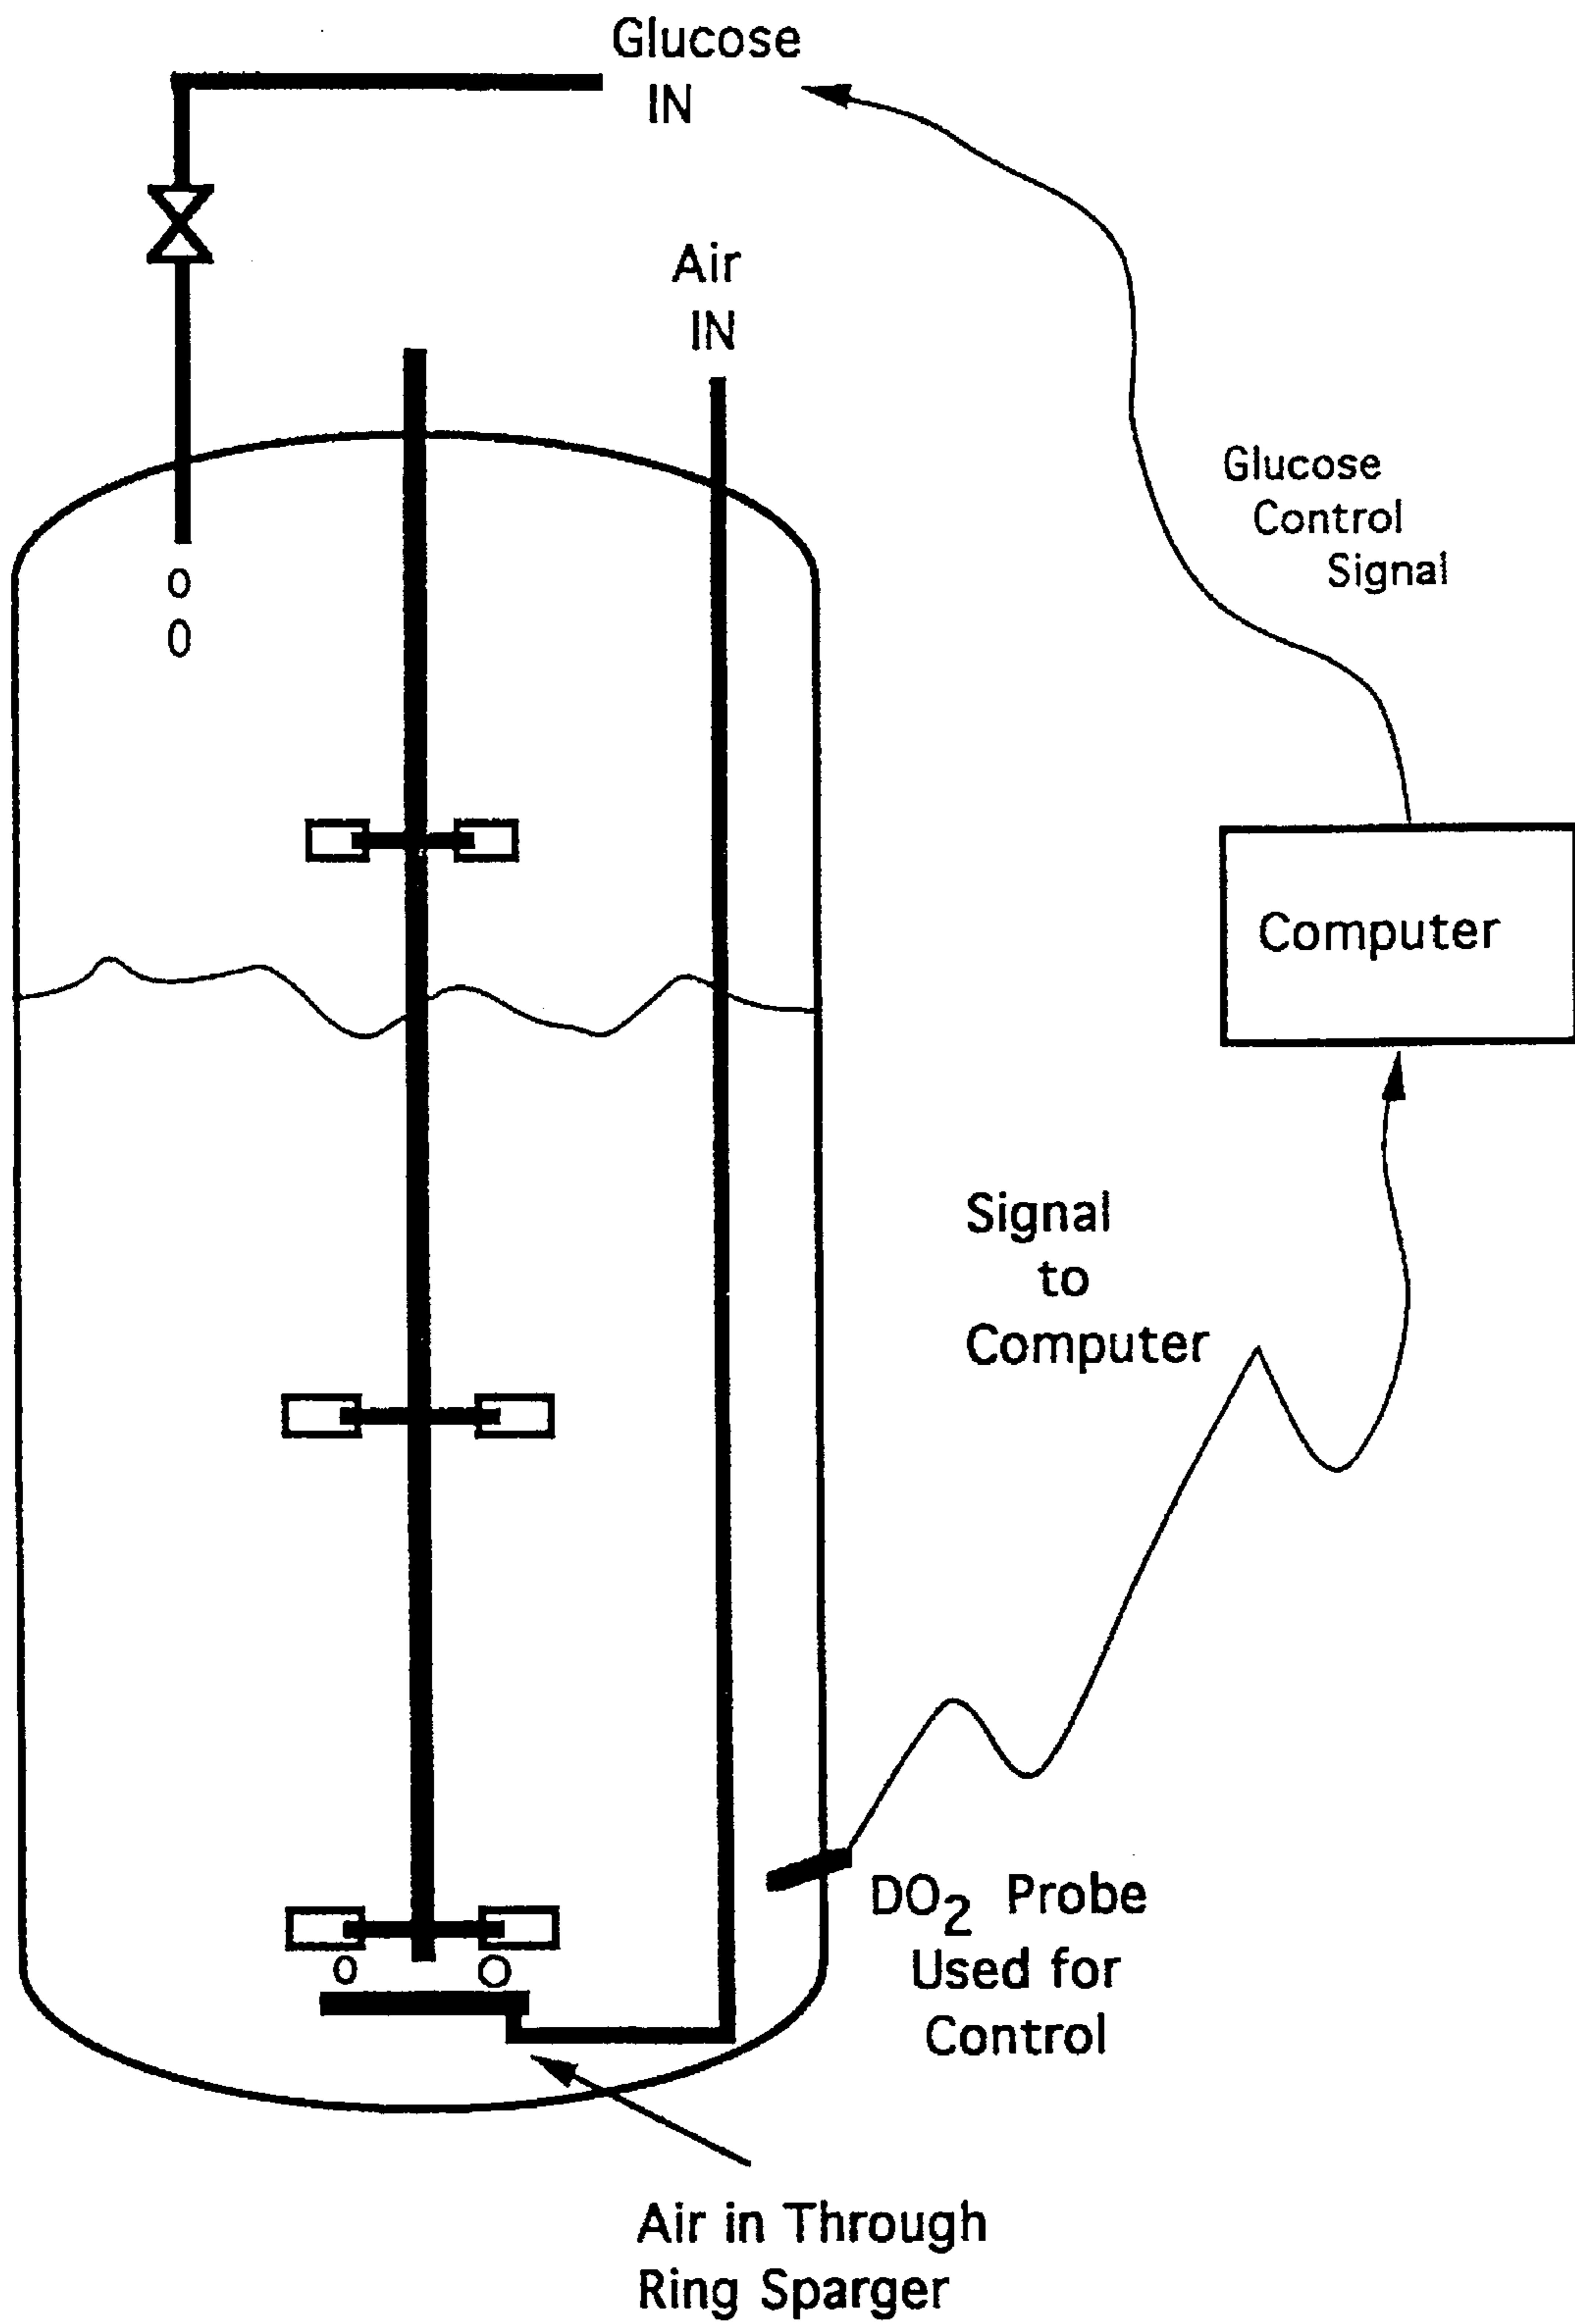 Glucose
IN
Air
IN
Glucose
Control
Signal
Computer
Signal
to
Computer
DO₂ Probe
Used for
Control
Air in Through
Ring Sparger